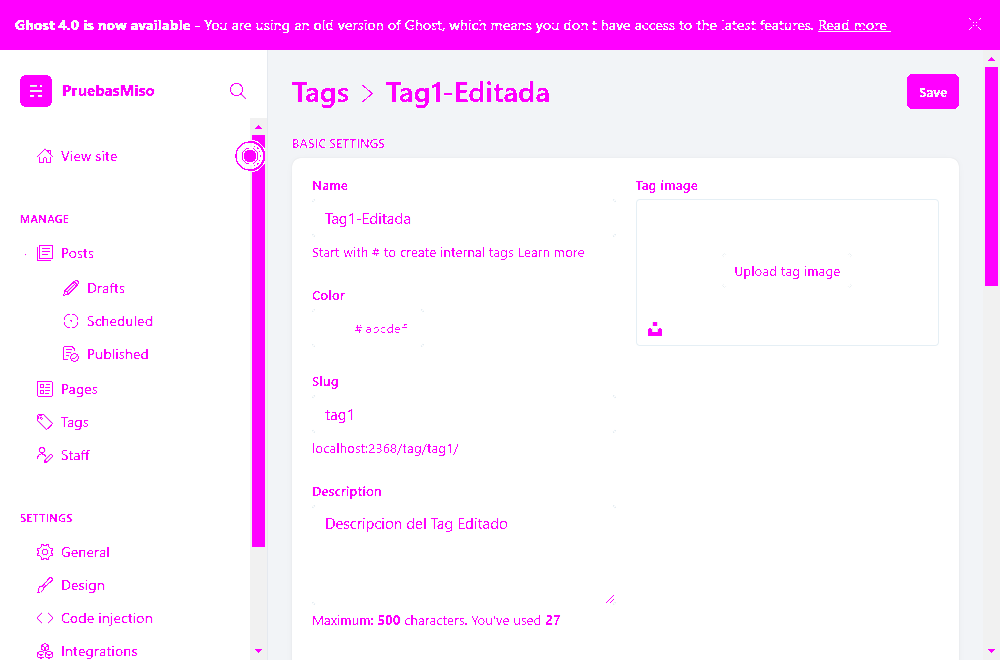 Ghost 4.0 is now available - You are using an old version of Ghost, which means you don't have access to the latest features. Read more
PruebasMiso
View site
MANAGE
Posts
Drafts
Scheduled
Published
Pages
Tags
Staff
SETTINGS
General
Design
Code injection
Integrations
Tags > Tag1-Editada
Save
BASIC SETTINGS
Name
Tag1-Editada
Start with # to create internal tags Learn more
Color
# abcdef
Slug
tag1
localhost:2368/tag/tag1/
Description
Descripcion del Tag Editado
Maximum: 500 characters. You've used 27
Tag image
Upload tag image